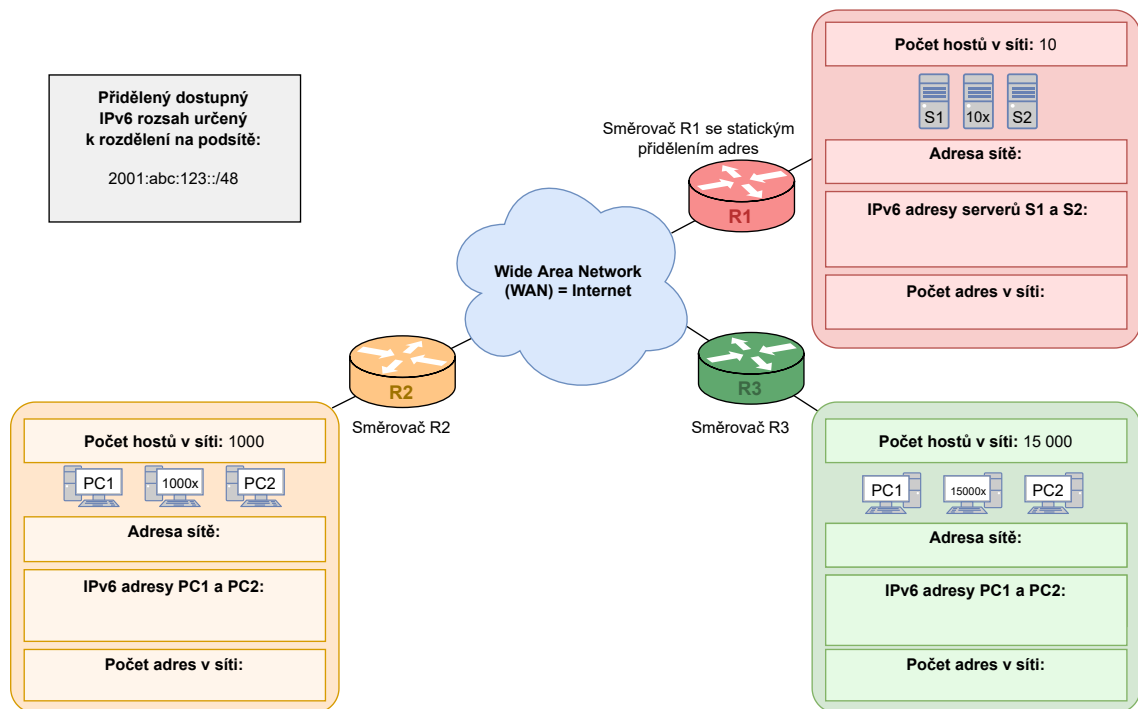 Přidělený dostupný
IPv6 rozsah určený
k rozdělení na podsítě:
2001:abc:123::/48
Směrovač R1 se statickým
přidělením adres
R1
Počet hostů v síti: 10
S1
10x
S2
Adresa sítě:
IPv6 adresy serverů S1 a S2:
Počet adres v síti:
Wide Area Network
(WAN) = Internet
R2
Směrovač R2
R3
Směrovač R3
Počet hostů v síti: 1000
PC1
1000x
PC2
Adresa sítě:
IPv6 adresy PC1 a PC2:
Počet adres v síti:
Počet hostů v síti: 15 000
PC1
15000x
PC2
Adresa sítě:
IPv6 adresy PC1 a PC2:
Počet adres v síti: